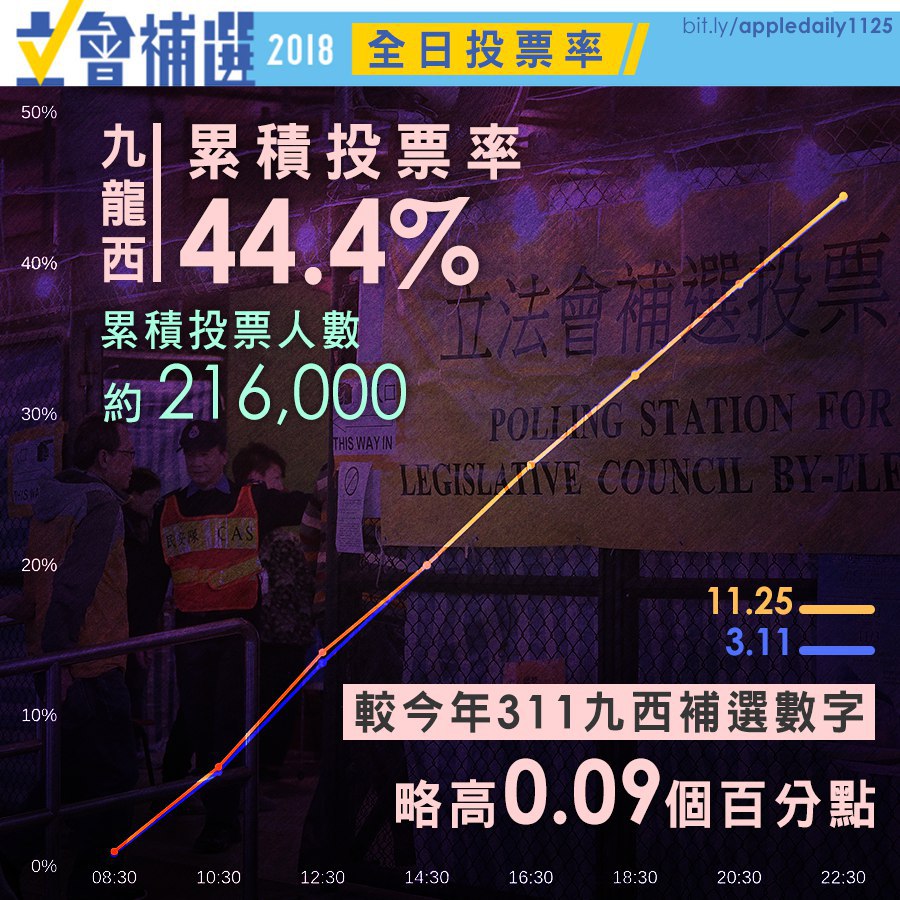 立會補選 2018 全日投票率
bit.ly/appledaily1125
50%
40%
30%
20%
10%
0%
九龍西
累積投票率
44.4%
累積投票人數
約 216,000
立法會補選投票
POLLING STATION FOR
LEGISLATIVE COUNCIL BY-ELE
THIS WAY IN
民安隊 CAS
11.25
3.11
較今年311九西補選數字
略高0.09個百分點
08:30 10:30 12:30 14:30 16:30 18:30 20:30 22:30